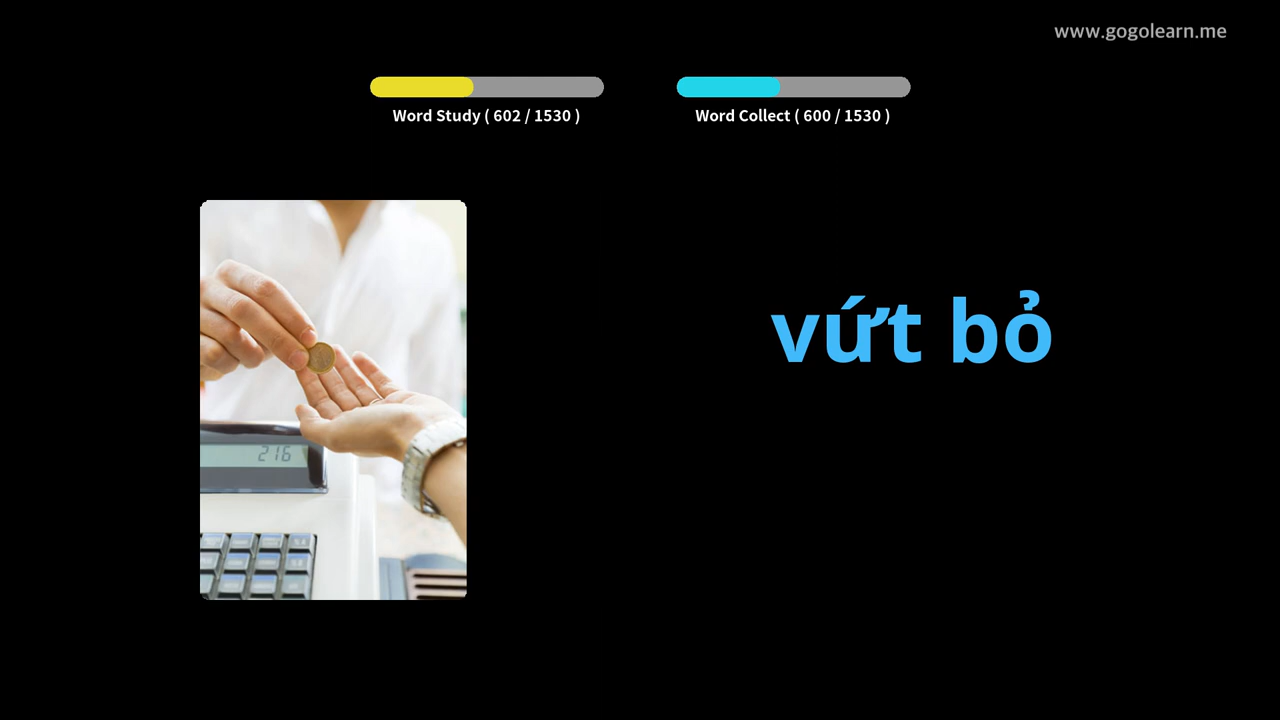 www.gogolearn.me
Word Study ( 602 / 1530 )
Word Collect ( 600 / 1530 )
vứt bỏ
216